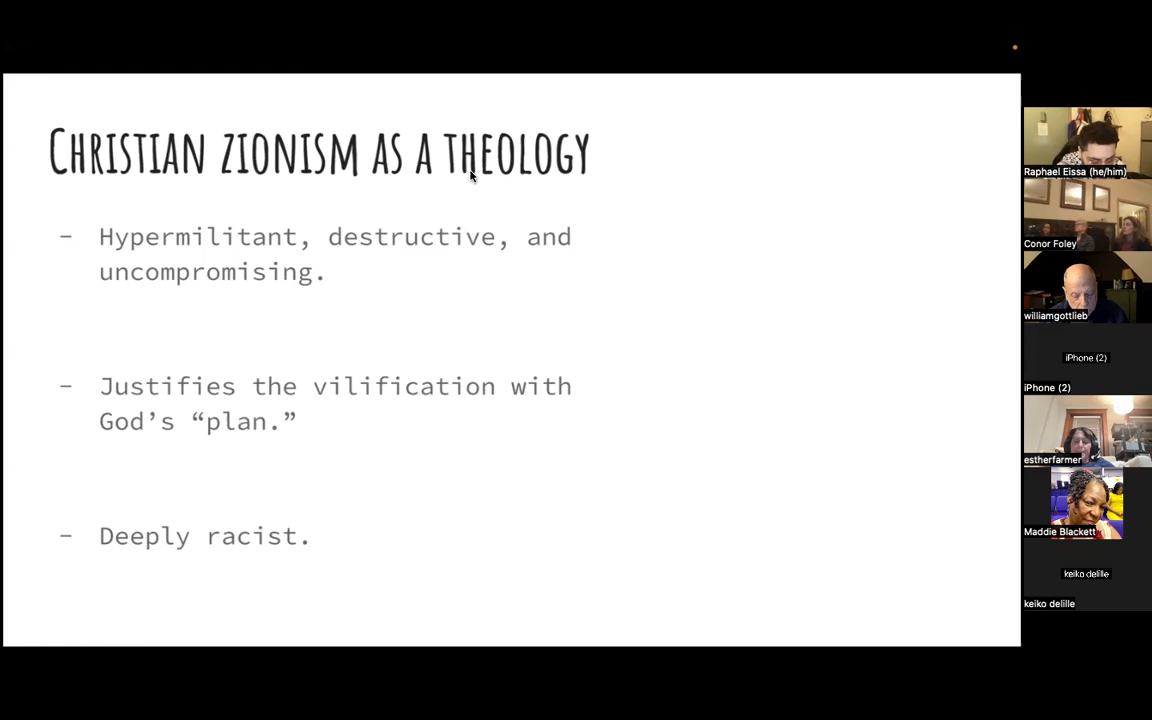 Christian zionism as a theology
- Hypermilitant, destructive, and
uncompromising.
- Justifies the vilification with
God’s “plan.”
- Deeply racist.
Raphael Eissa (he/him)
Conor Foley
williamgottlieb
iPhone (2)
iPhone (2)
estherfarmer
Maddie Blackett
keiko delille
keiko delille